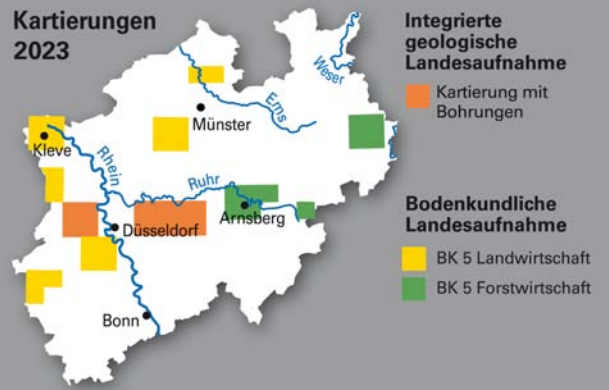 Kartierungen
2023
Integrierte
geologische
Landesaufnahme
Kartierung mit
Bohrungen
Weser
Ems
Münster
Kleve
Rhein
Ruhr
Arnsberg
Düsseldorf
Bonn
Bodenkundliche
Landesaufnahme
BK 5 Landwirtschaft
BK 5 Forstwirtschaft